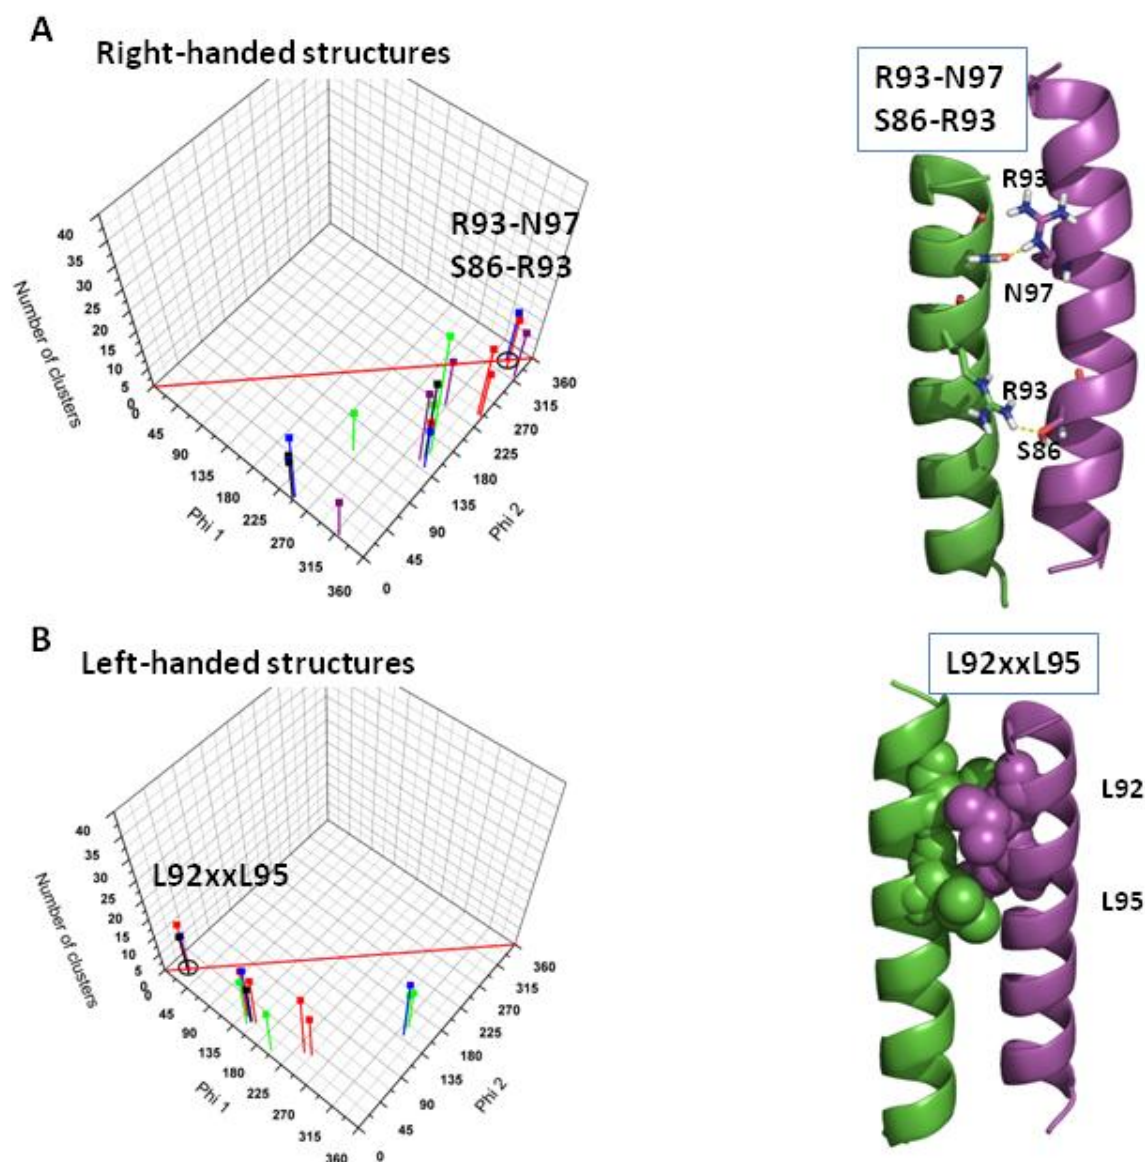 A
Right-handed structures
R93-N97
S86-R93
R93
N97
R93
S86
R93-N97
S86-R93
40
35
30
25
20
15
10
5
0
Number of clusters
0
45
90
135
180
225
270
315
360
Phi 1
0
45
90
135
180
225
270
315
360
Phi 2
B
Left-handed structures
L92xxL95
L92
L95
L92xxL95
40
35
30
25
20
15
10
5
0
Number of clusters
0
45
90
135
180
225
270
315
360
Phi 1
0
45
90
135
180
225
270
315
360
Phi 2